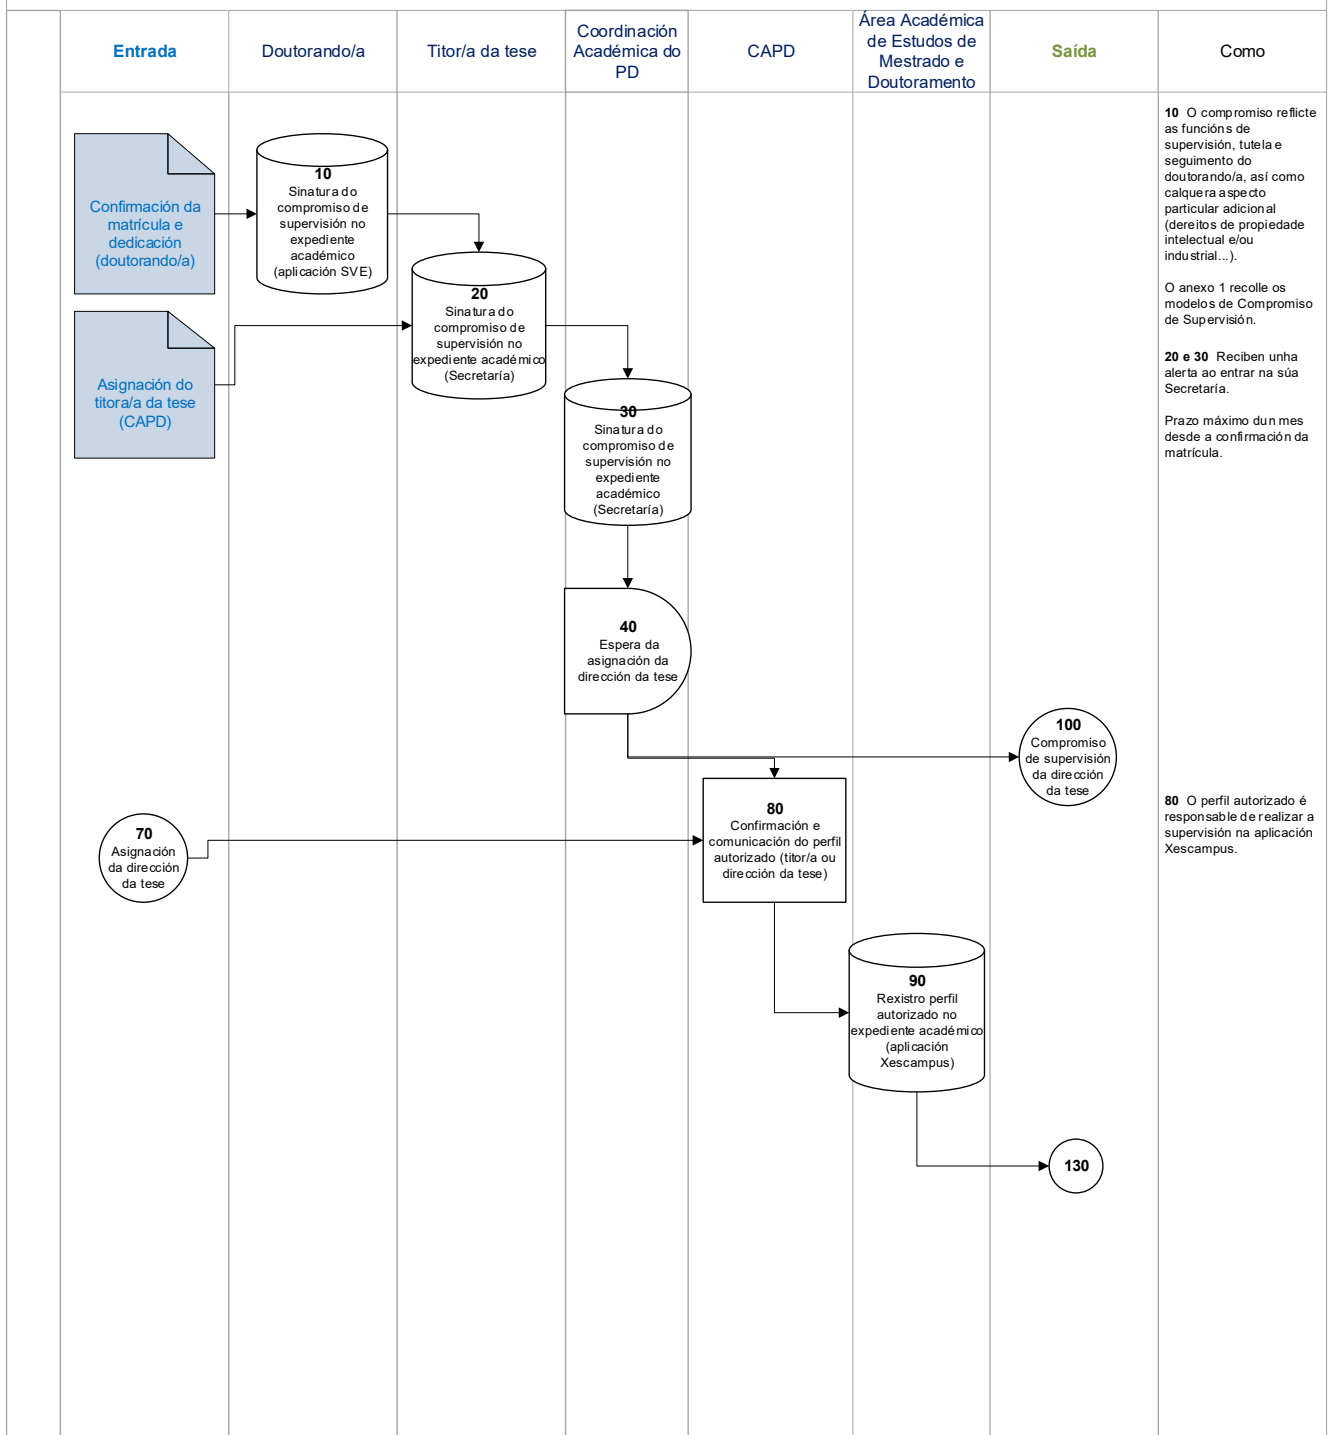 Entrada
Doutorando/a
Titor/a da tese
Coordinación
Académica do
PD
CAPD
Área Académica
de Estudos de
Mestrado e
Doutoramento
Saída
Como
Confirmación da
matrícula e
dedicación
(doutorando/a)
10
Sinatura do
compromiso de
supervisión no
expediente
académico
(aplicación SVE)
Asignación do
titora/a da tese
(CAPD)
20
Sinatura do
compromiso de
supervisión no
expediente académico
(Secretaría)
30
Sinatura do
compromiso de
supervisión no
expediente
académico
(Secretaría)
40
Espera da
asignación da
dirección da tese
100
Compromiso
de supervisión
da dirección
da tese
70
Asignación
da dirección
da tese
80
Confirmación e
comunicación do perfil
autorizado (titor/a ou
dirección da tese)
90
Rexistro perfil
autorizado no
expediente académico
(aplicación
Xescampus)
130
10 O compromiso reflicte
as funcións de
supervisión, tutela e
seguimento do
doutorando/a, así como
calquera aspecto
particular adicional
(dereitos de propiedade
intelectual e/ou
industrial...).
O anexo 1 recolle os
modelos de Compromiso
de Supervisión.
20 e 30 Reciben unha
alerta ao entrar na súa
Secretaría.
Prazo máximo dun mes
desde a confirmación da
matrícula.
80 O perfil autorizado é
responsable de realizar a
supervisión na aplicación
Xescampus.